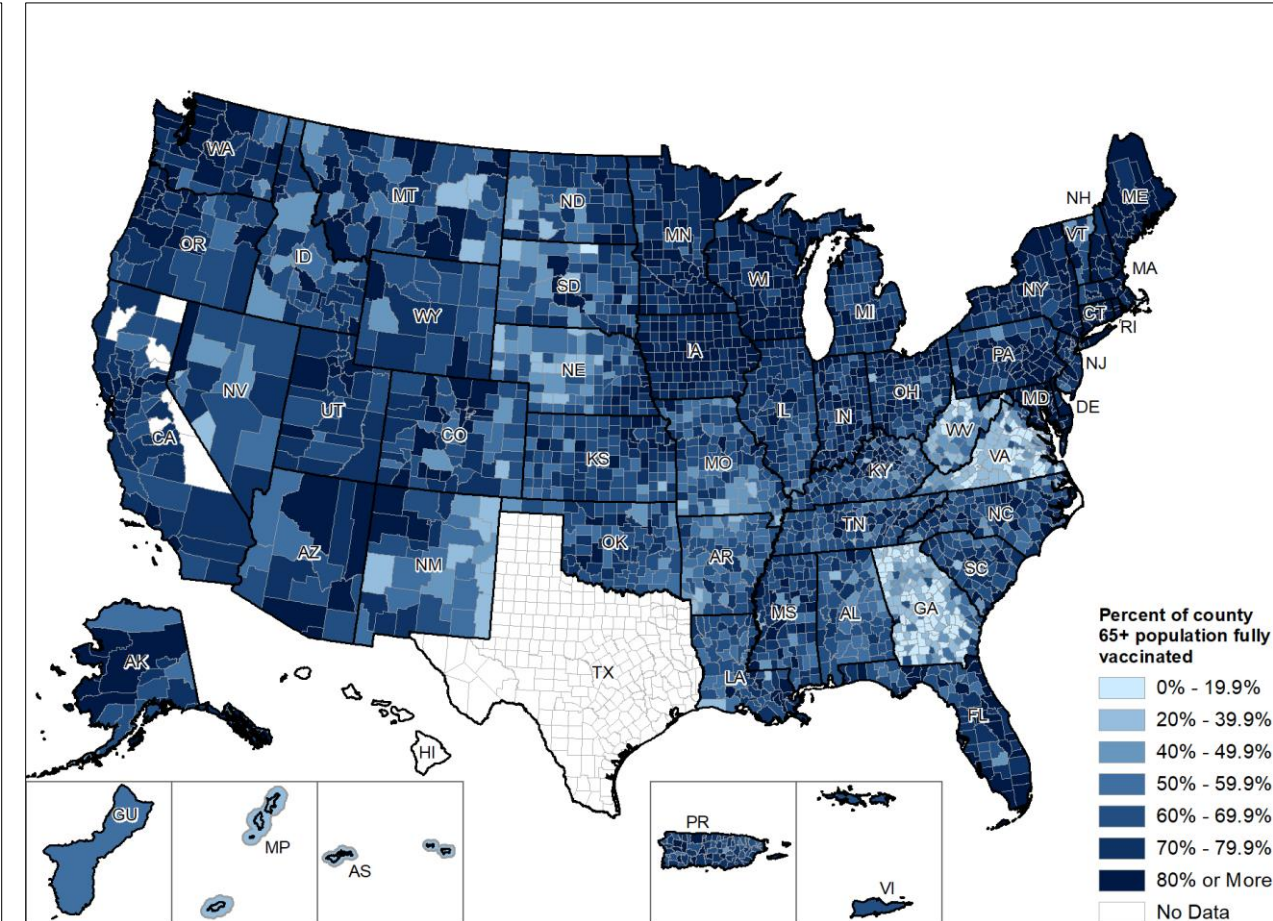 WA
MT
ND
MN
OR
ID
SD
WI
WY
MI
NY
NH
VT
ME
MA
CT
RI
NJ
PA
DE
MD
IA
NE
NV
UT
CO
IL
IN
OH
WV
VA
CA
KS
MO
KY
AZ
NM
OK
AR
TN
NC
SC
MS
AL
GA
TX
LA
FL
AK
HI
GU
MP
AS
PR
VI
Percent of county
65+ population fully
vaccinated
0% - 19.9%
20% - 39.9%
40% - 49.9%
50% - 59.9%
60% - 69.9%
70% - 79.9%
80% or More
No Data